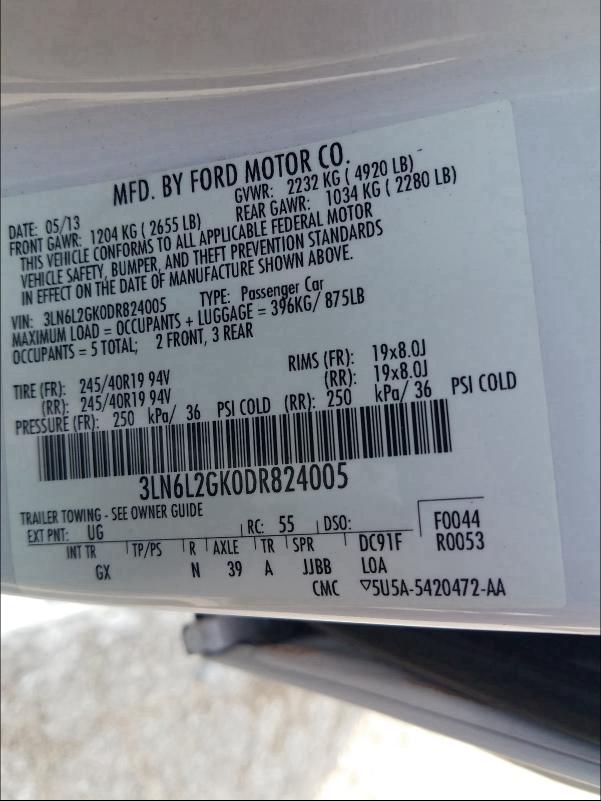 MFD. BY FORD MOTOR CO.
DATE: 05/13 GVWR: 2232 KG ( 4920 LB)
FRONT GAWR: 1204 KG ( 2655 LB) REAR GAWR: 1034 KG ( 2280 LB)
THIS VEHICLE CONFORMS TO ALL APPLICABLE FEDERAL MOTOR
VEHICLE SAFETY, BUMPER, AND THEFT PREVENTION STANDARDS
IN EFFECT ON THE DATE OF MANUFACTURE SHOWN ABOVE.
VIN: 3LN6L2GK0DR824005 TYPE: Passenger Car
MAXIMUM LOAD = OCCUPANTS + LUGGAGE = 396KG/ 875LB
OCCUPANTS = 5 TOTAL; 2 FRONT, 3 REAR
TIRE (FR): 245/40R19 94V RIMS (FR): 19x8.0J
(RR): 245/40R19 94V (RR): 19x8.0J
PRESSURE (FR): 250 kPa/ 36 PSI COLD (RR): 250 kPa/ 36 PSI COLD
3LN6L2GK0DR824005
TRAILER TOWING - SEE OWNER GUIDE
EXT PNT: UG RC: 55 DSO: F0044
INT TR TP/PS R AXLE TR SPR DC91F R0053
GX N 39 A JJBB LOA
CMC ▽5U5A-5420472-AA